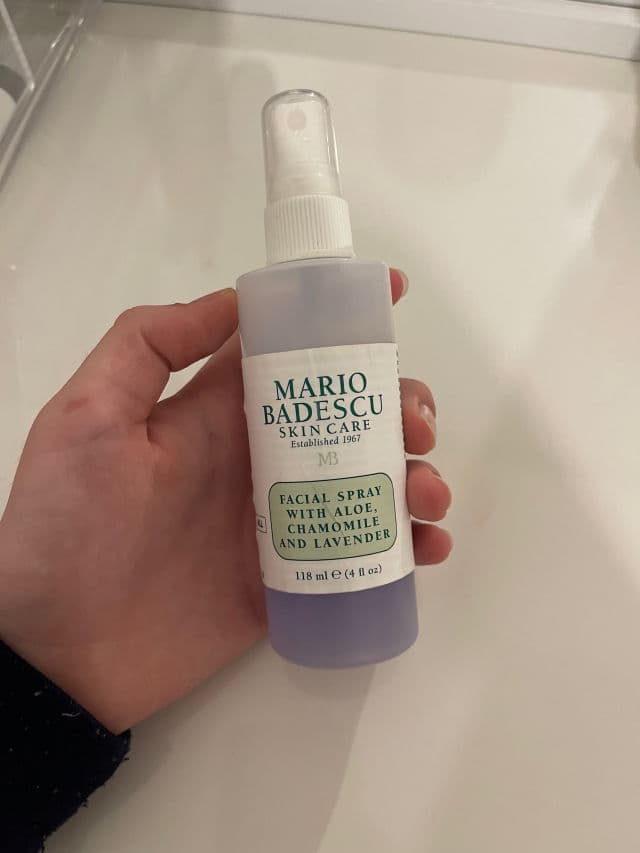 MARIO
BADESCU
SKIN CARE
Established 1967
MB
FACIAL SPRAY
WITH ALOE,
CHAMOMILE
AND LAVENDER
118 ml ℮ (4 fl oz)